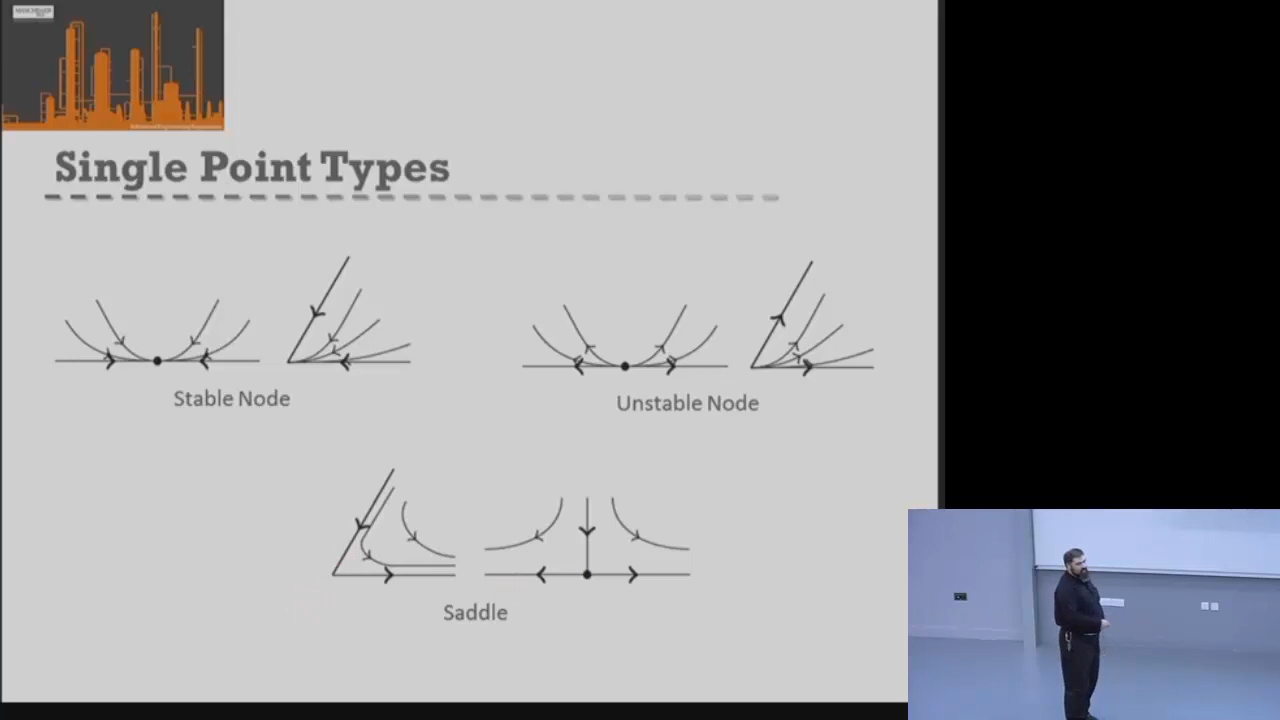 Single Point Types
Stable Node
Unstable Node
Saddle